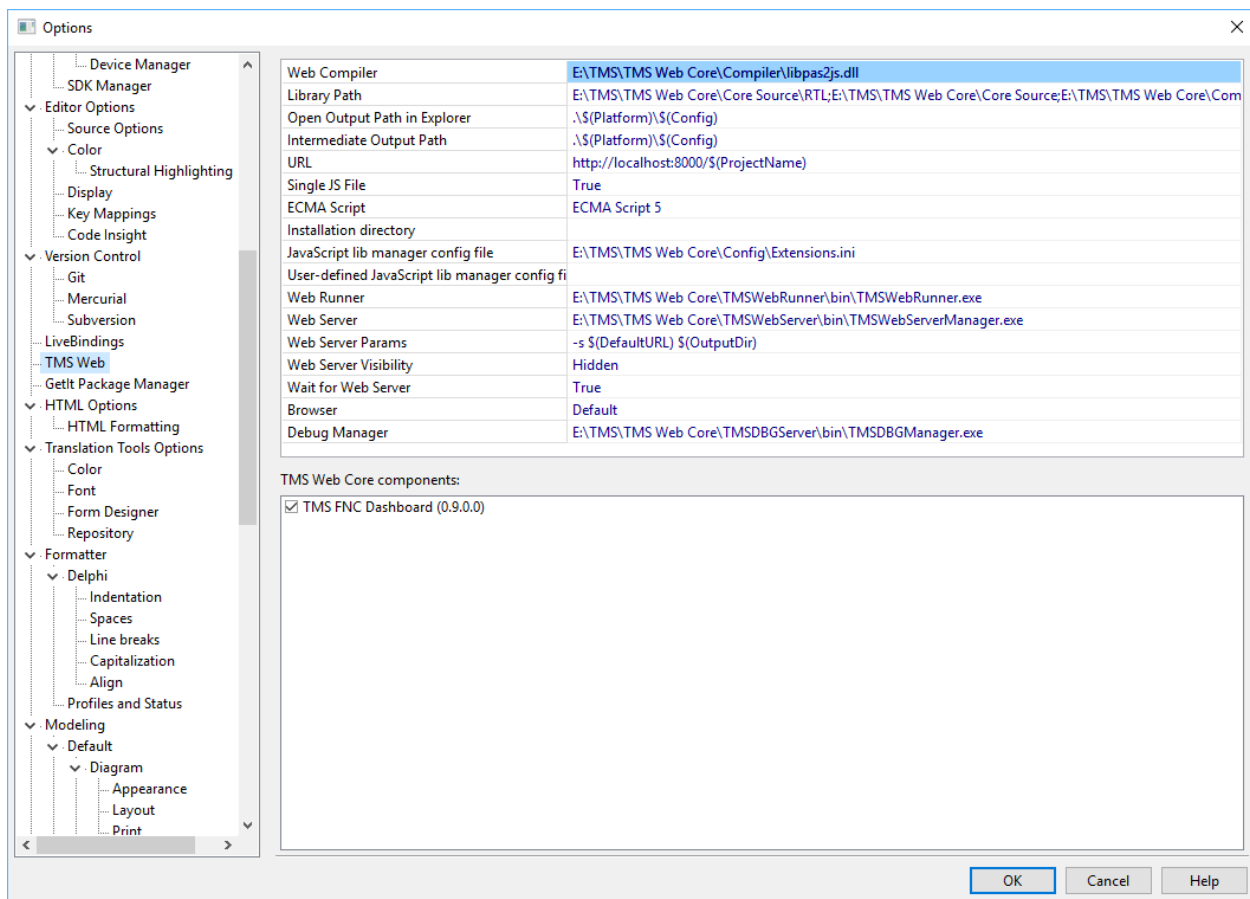 Options
Device Manager
SDK Manager
Editor Options
Source Options
Color
Structural Highlighting
Display
Key Mappings
Code Insight
Version Control
Git
Mercurial
Subversion
LiveBindings
TMS Web
GetIt Package Manager
HTML Options
HTML Formatting
Translation Tools Options
Color
Font
Form Designer
Repository
Formatter
Delphi
Indentation
Spaces
Line breaks
Capitalization
Align
Profiles and Status
Modeling
Default
Diagram
Appearance
Layout
Print
Web Compiler E:\TMS\TMS Web Core\Compiler\libpas2js.dll
Library Path E:\TMS\TMS Web Core\Core Source\RTL;E:\TMS\TMS Web Core\Core Source;E:\TMS\TMS Web Core\Com
Open Output Path in Explorer .\$(Platform)\$(Config)
Intermediate Output Path .\$(Platform)\$(Config)
URL http://localhost:8000/$(ProjectName)
Single JS File True
ECMA Script ECMA Script 5
Installation directory
JavaScript lib manager config file E:\TMS\TMS Web Core\Config\Extensions.ini
User-defined JavaScript lib manager config fi
Web Runner E:\TMS\TMS Web Core\TMSWebRunner\bin\TMSWebRunner.exe
Web Server E:\TMS\TMS Web Core\TMSWebServer\bin\TMSWebServerManager.exe
Web Server Params -s $(DefaultURL) $(OutputDir)
Web Server Visibility Hidden
Wait for Web Server True
Browser Default
Debug Manager E:\TMS\TMS Web Core\TMSDBGServer\bin\TMSDBGManager.exe
TMS Web Core components:
TMS FNC Dashboard (0.9.0.0)
OK Cancel Help